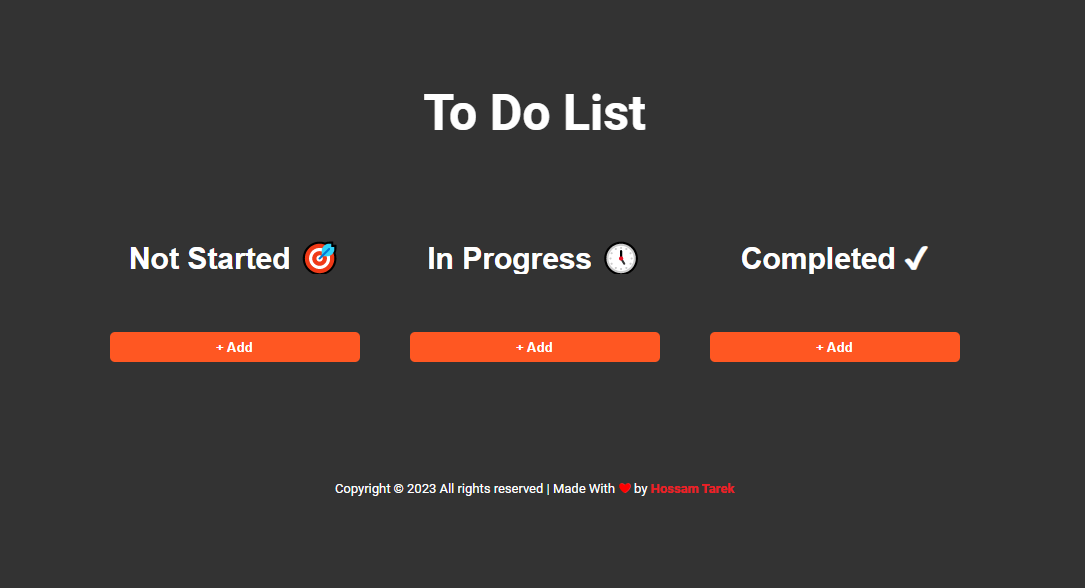 To Do List
Not Started 🎯
In Progress 🕛
Completed ✔
+ Add
+ Add
+ Add
Copyright © 2023 All rights reserved | Made With ❤ by Hossam Tarek